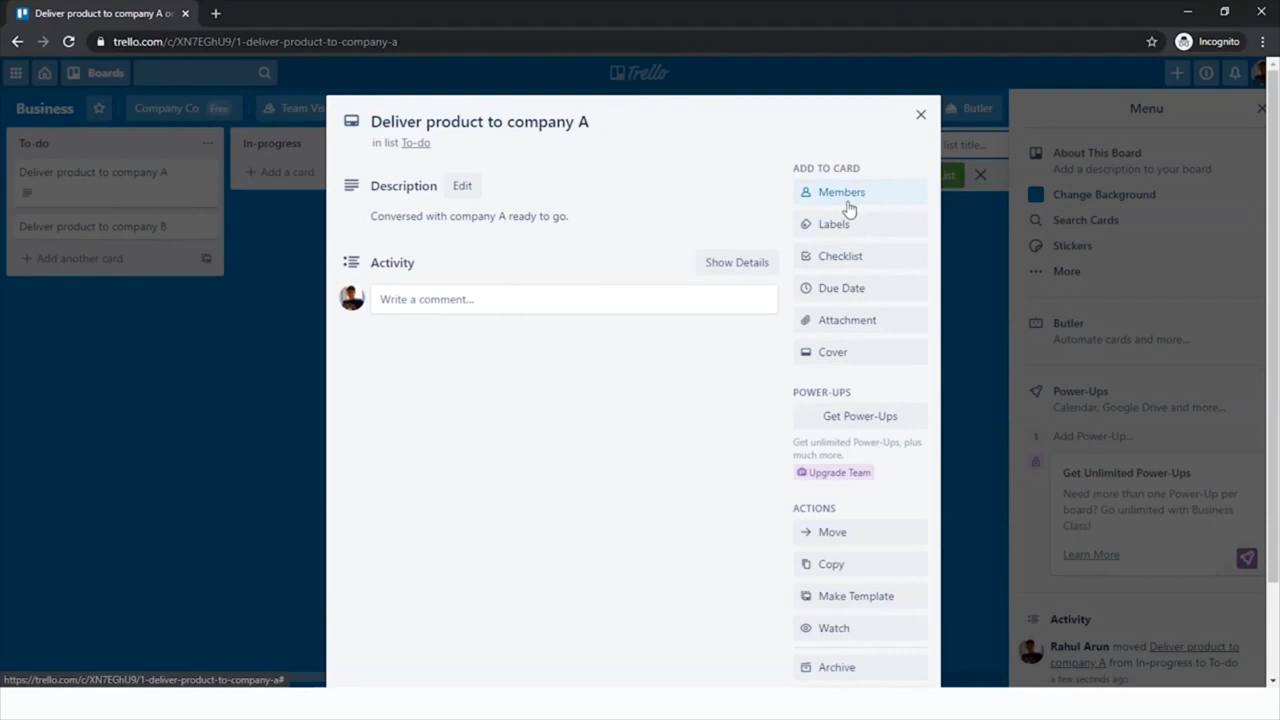 Deliver product to company A o
trello.com/c/XN7EGhU9/1-deliver-product-to-company-a
Incognito
Boards
Trello
Business
Company Co Free
Team Vis
Butler
Menu
To-do
Deliver product to company A
Deliver product to company B
+ Add another card
In-progress
+ Add a card
list title...
Deliver product to company A
in list To-do
Description
Edit
Conversed with company A ready to go.
Activity
Show Details
Write a comment...
ADD TO CARD
Members
Labels
Checklist
Due Date
Attachment
Cover
POWER-UPS
Get Power-Ups
Get unlimited Power-Ups, plus
much more.
Upgrade Team
ACTIONS
Move
Copy
Make Template
Watch
Archive
About This Board
Add a description to your board
Change Background
Search Cards
Stickers
More
Butler
Automate cards and more...
Power-Ups
Calendar, Google Drive and more...
1 Add Power-Up...
Get Unlimited Power-Ups
Need more than one Power-Up per
board? Go unlimited with Business
Class!
Learn More
Activity
Rahul Arun moved Deliver product to
company A from In-progress to To-do
a few seconds ago
https://trello.com/c/XN7EGhU9/1-deliver-product-to-company-a#